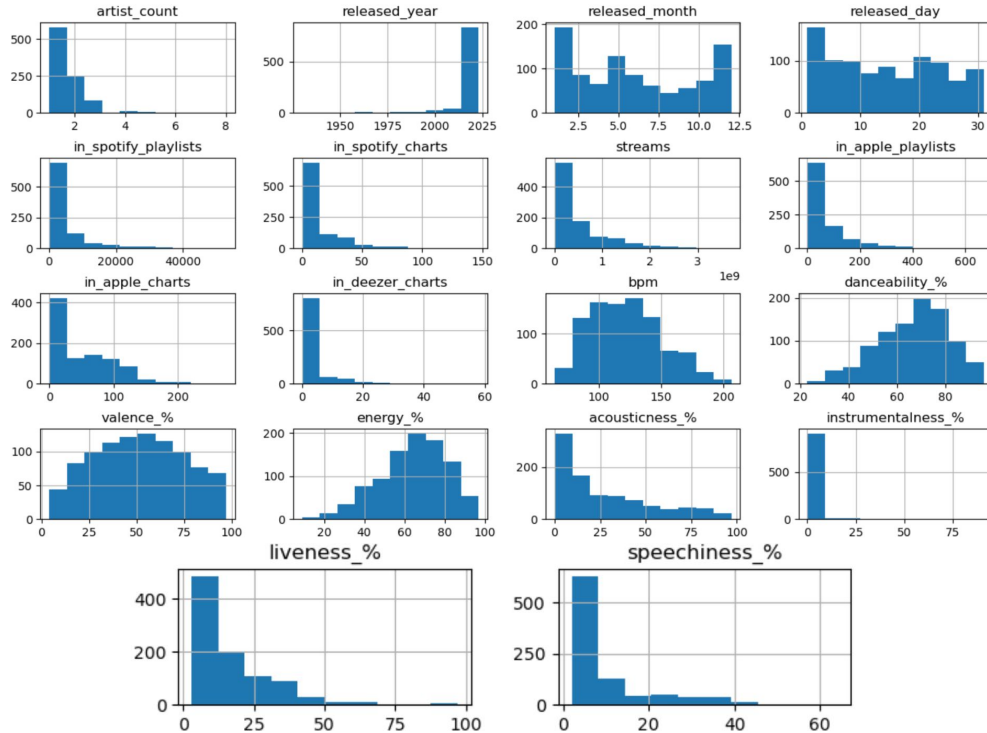 artist_count
released_year
released_month
released_day
500
250
0
2 4 6 8
500
0
1950 1975 2000 2025
200
100
0
2.5 5.0 7.5 10.0 12.5
100
0
0 10 20 30
in_spotify_playlists
in_spotify_charts
streams
in_apple_playlists
500
250
0
0 20000 40000
500
250
0
0 50 100 150
400
200
0
0 1 2 3
1e9
500
250
0
0 200 400 600
in_apple_charts
in_deezer_charts
bpm
danceability_%
400
200
0
0 100 200
500
0
0 20 40 60
100
0
100 150 200
200
100
0
20 40 60 80
valence_%
energy_%
acousticness_%
instrumentalness_%
100
50
0
0 25 50 75 100
200
100
0
20 40 60 80 100
200
0
0 25 50 75 100
500
0
0 25 50 75
liveness_%
speechiness_%
400
200
0
0 25 50 75 100
500
250
0
0 20 40 60